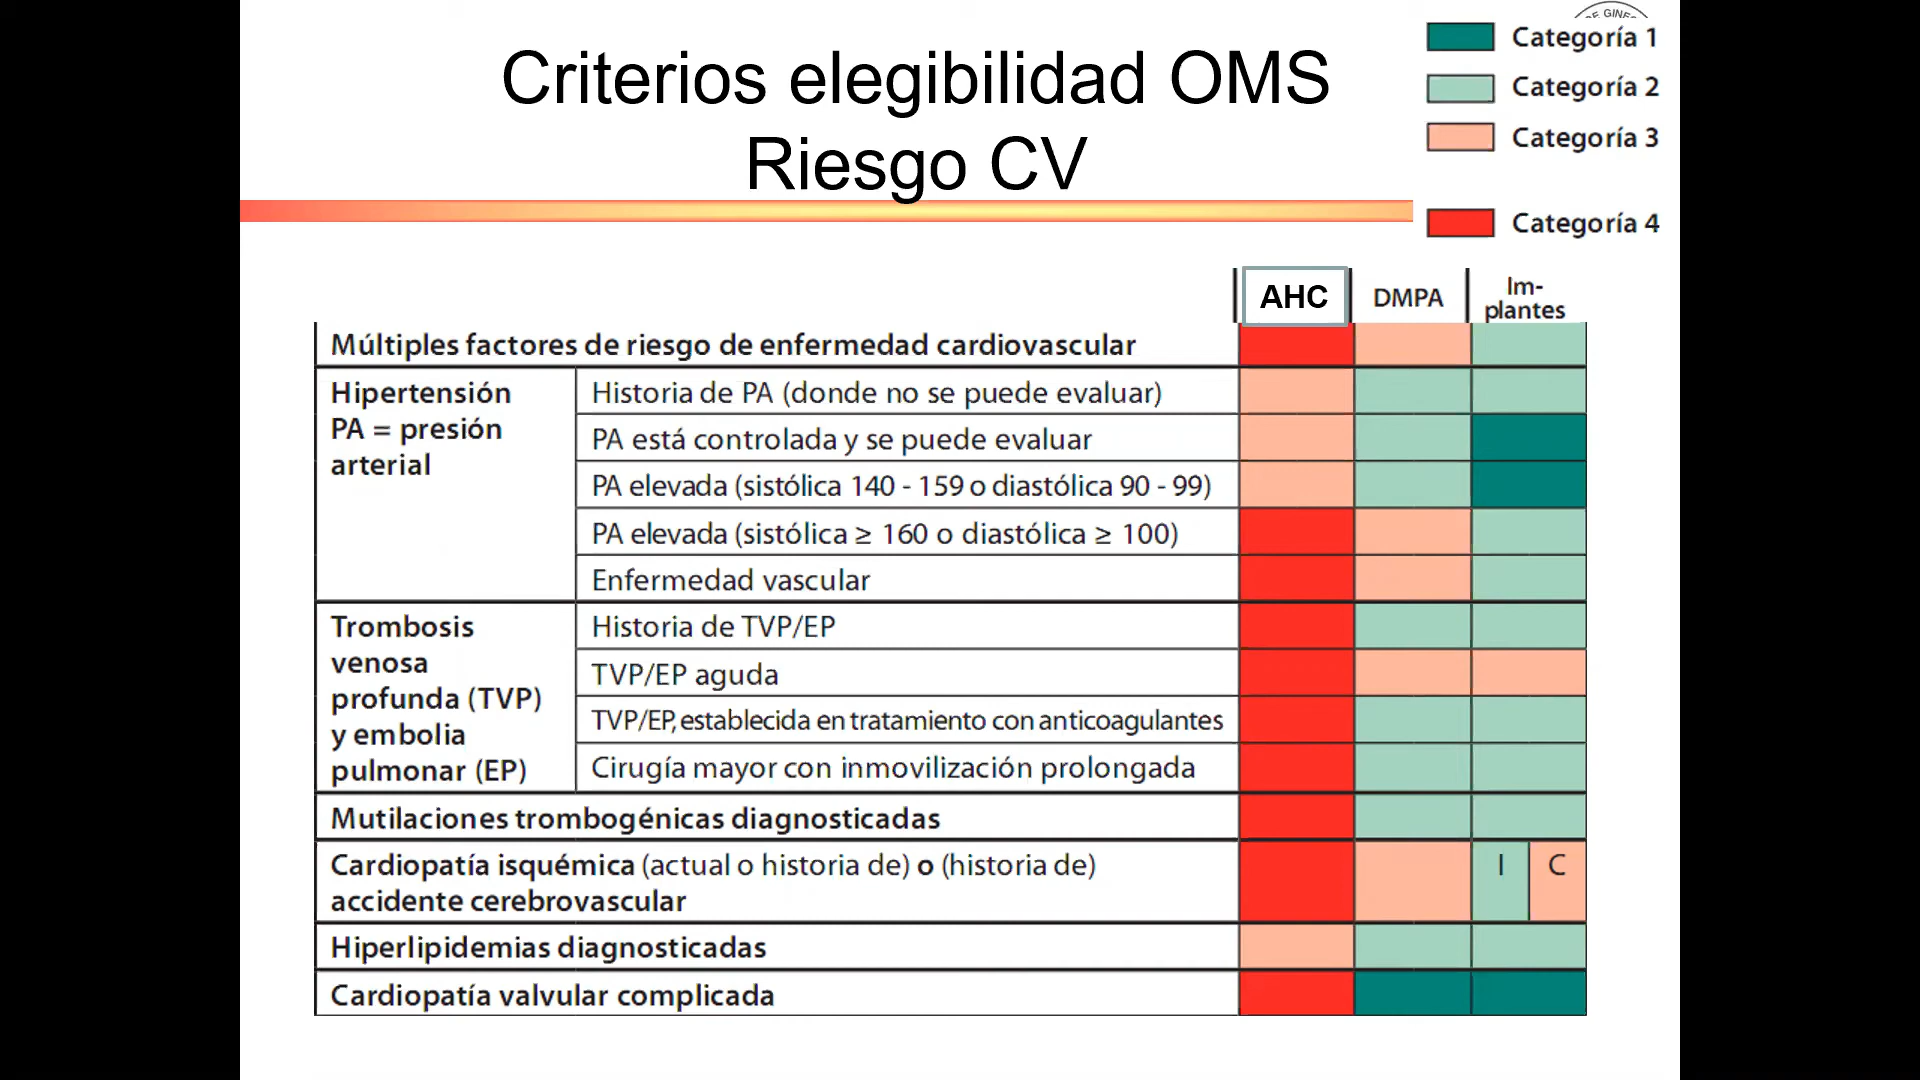 DE GINEC
Criterios elegibilidad OMS
Riesgo CV
Categoría 1
Categoría 2
Categoría 3
Categoría 4
AHC DMPA Im-
plantes
Múltiples factores de riesgo de enfermedad cardiovascular
Hipertensión
PA = presión
arterial
Historia de PA (donde no se puede evaluar)
PA está controlada y se puede evaluar
PA elevada (sistólica 140 - 159 o diastólica 90 - 99)
PA elevada (sistólica ≥ 160 o diastólica ≥ 100)
Enfermedad vascular
Trombosis
venosa
profunda (TVP)
y embolia
pulmonar (EP)
Historia de TVP/EP
TVP/EP aguda
TVP/EP, establecida en tratamiento con anticoagulantes
Cirugía mayor con inmovilización prolongada
Mutilaciones trombogénicas diagnosticadas
Cardiopatía isquémica (actual o historia de) o (historia de)
accidente cerebrovascular
I C
Hiperlipidemias diagnosticadas
Cardiopatía valvular complicada